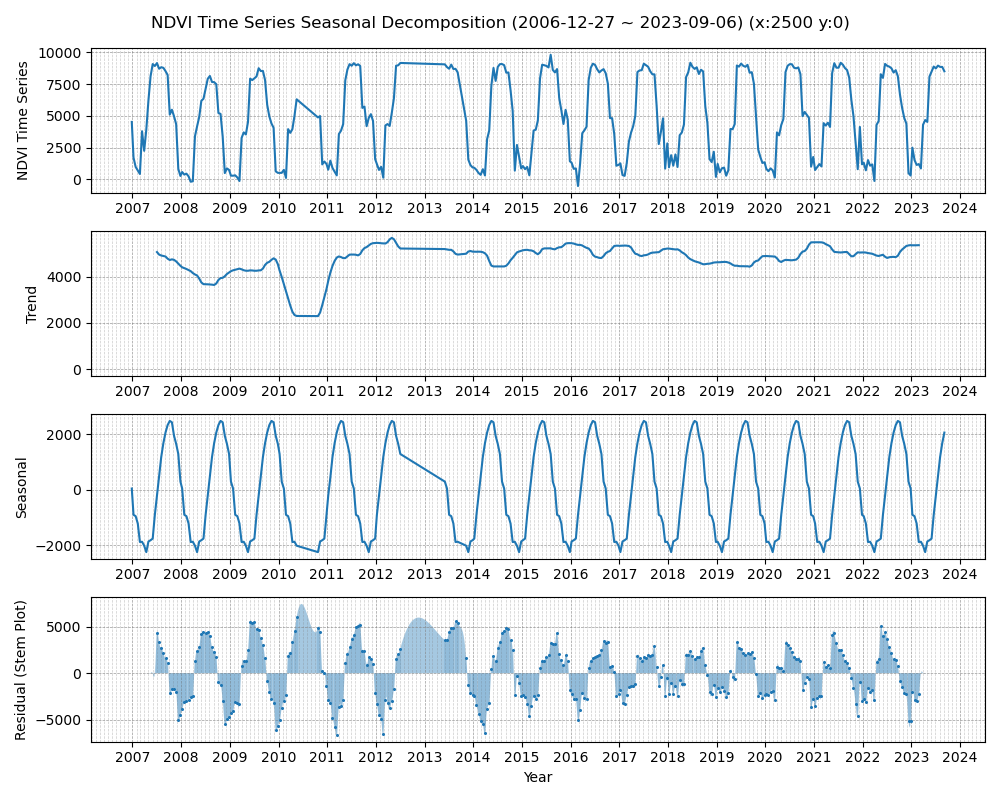 NDVI Time Series Seasonal Decomposition (2006-12-27 ~ 2023-09-06) (x:2500 y:0)
NDVI Time Series
10000
7500
5000
2500
0
2007 2008 2009 2010 2011 2012 2013 2014 2015 2016 2017 2018 2019 2020 2021 2022 2023 2024
Trend
4000
2000
0
2007 2008 2009 2010 2011 2012 2013 2014 2015 2016 2017 2018 2019 2020 2021 2022 2023 2024
Seasonal
2000
0
−2000
2007 2008 2009 2010 2011 2012 2013 2014 2015 2016 2017 2018 2019 2020 2021 2022 2023 2024
Residual (Stem Plot)
5000
0
−5000
2007 2008 2009 2010 2011 2012 2013 2014 2015 2016 2017 2018 2019 2020 2021 2022 2023 2024
Year